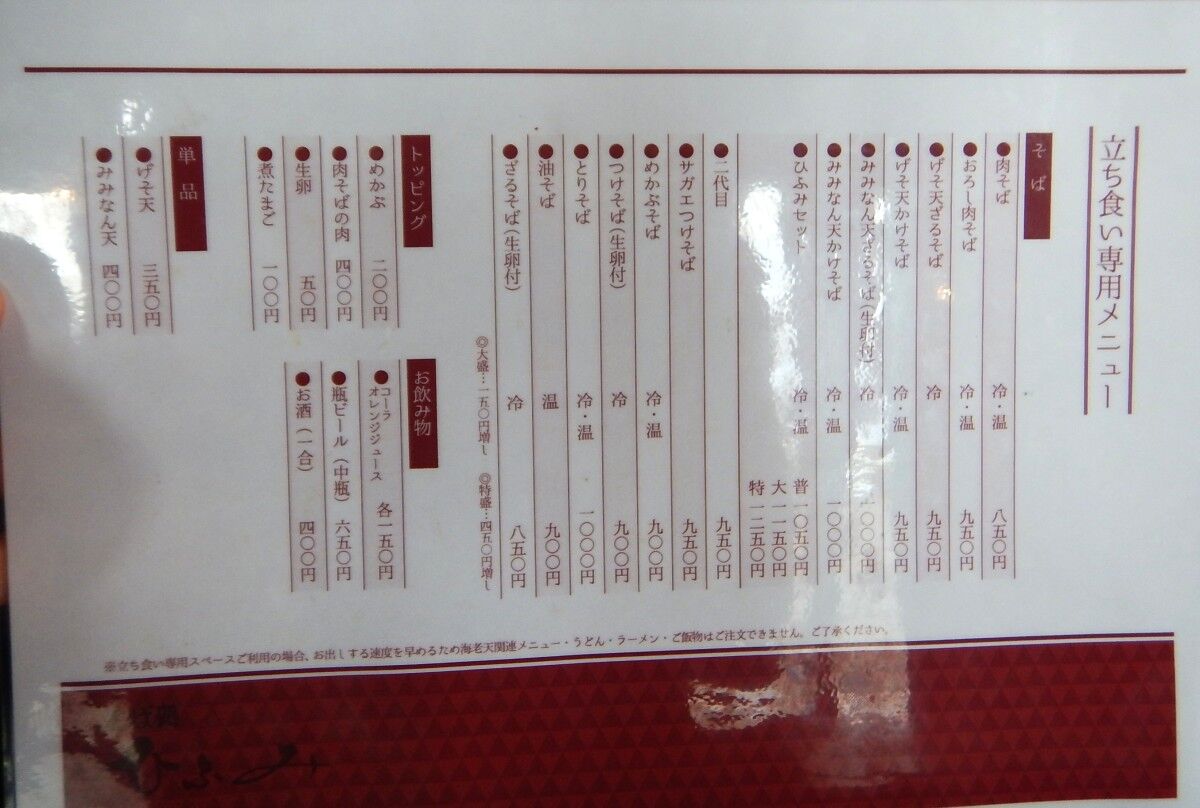 立ち食い専用メニュー
そば
●肉そば 冷・温 八五〇円
●おろし肉そば 冷・温 九五〇円
●げそ天ざるそば 冷 九五〇円
●げそ天かけそば 冷・温 九五〇円
●みみなん天ざるそば(生卵付) 冷 一〇〇〇円
●みみなん天かけそば 冷・温 一〇〇〇円
●ひふみセット 冷・温 普 一〇五〇円
大 一一五〇円
特 一二五〇円
●二代目 九五〇円
●サガエつけそば 九五〇円
●めかぶそば 冷・温 九〇〇円
●つけそば(生卵付) 冷 九〇〇円
●とりそば 冷・温 一〇〇〇円
●油そば 温 九〇〇円
●ざるそば(生卵付) 冷 八五〇円
◎大盛…一五〇円増し ◎特盛…四五〇円増し
トッピング
●めかぶ 二〇〇円
●肉そばの肉 四〇〇円
●生卵 五〇円
●煮たまご 一〇〇円
お飲み物
●コーラ
オレンジジュース 各一五〇円
●瓶ビール(中瓶) 六五〇円
●お酒(一合) 四〇〇円
単品
●げそ天 三五〇円
●みみなん天 四〇〇円
※立ち食い専用スペースご利用の場合、お出しする速度を早めるため海老天関連メニュー・うどん・ラーメン・ご飯物はご注文できません。ご了承ください。
ひふみ